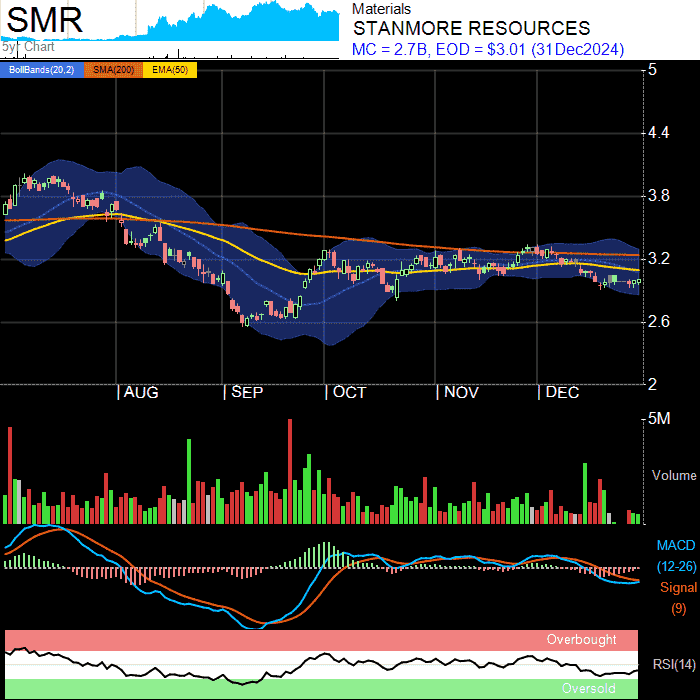 SMR
5yr Chart
Materials
STANMORE RESOURCES
MC = 2.7B, EOD = $3.01 (31Dec2024)
BollBands(20,2) SMA(200) EMA(50)
5
4.4
3.8
3.2
2.6
2
| AUG | SEP | OCT | NOV | DEC
5M
Volume
MACD
(12-26)
Signal
(9)
Overbought
RSI(14)
Oversold